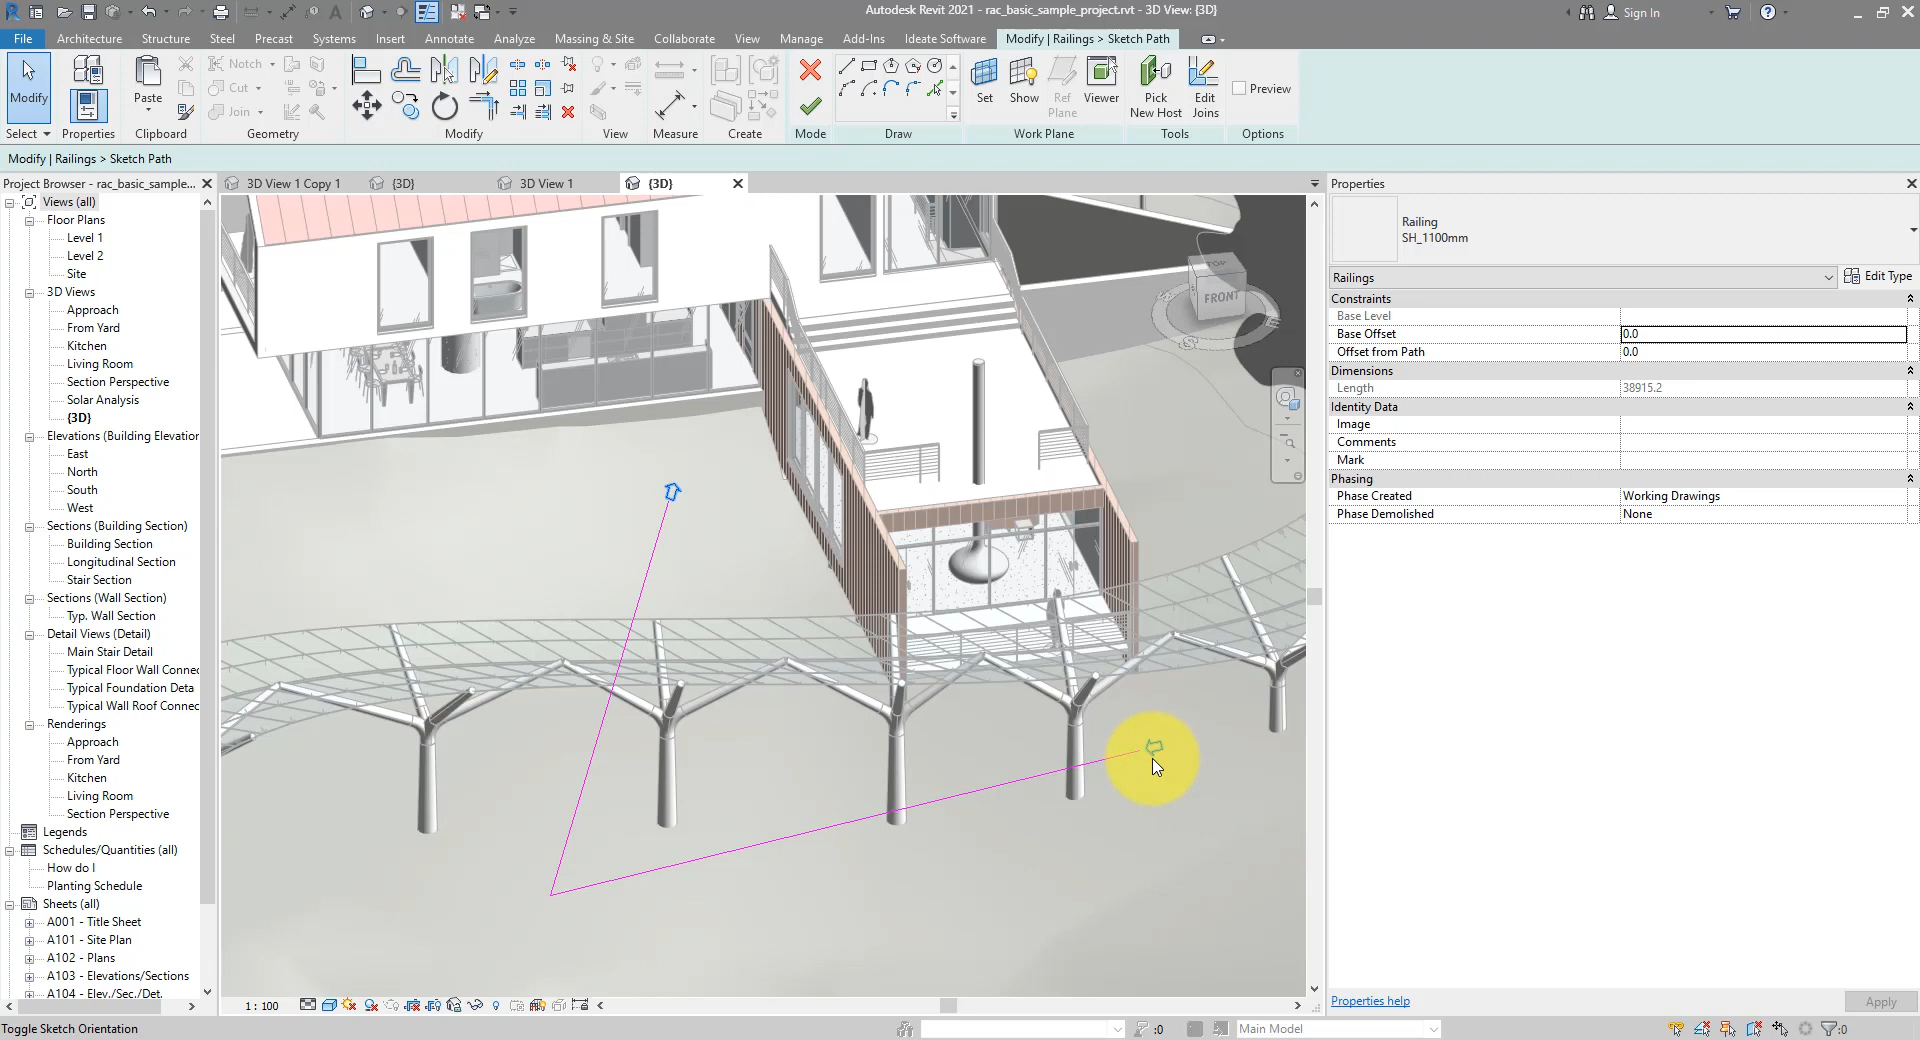 Autodesk Revit 2021 - rac_basic_sample_project.rvt - 3D View: {3D}
Sign In
File Architecture Structure Steel Precast Systems Insert Annotate Analyze Massing & Site Collaborate View Manage Add-Ins Ideate Software Modify | Railings > Sketch Path
Modify
Select
Properties
Paste
Clipboard
Notch
Cut
Join
Geometry
Modify
View
Measure
Create
Mode
Draw
Set
Show
Ref
Plane
Viewer
Work Plane
Pick
New Host
Edit
Joins
Tools
Preview
Options
Modify | Railings > Sketch Path
Project Browser - rac_basic_sample...
Views (all)
Floor Plans
Level 1
Level 2
Site
3D Views
Approach
From Yard
Kitchen
Living Room
Section Perspective
Solar Analysis
{3D}
Elevations (Building Elevation
East
North
South
West
Sections (Building Section)
Building Section
Longitudinal Section
Stair Section
Sections (Wall Section)
Typ. Wall Section
Detail Views (Detail)
Main Stair Detail
Typical Floor Wall Connec
Typical Foundation Deta
Typical Wall Roof Connec
Renderings
Approach
From Yard
Kitchen
Living Room
Section Perspective
Legends
Schedules/Quantities (all)
How do I
Planting Schedule
Sheets (all)
A001 - Title Sheet
A101 - Site Plan
A102 - Plans
A103 - Elevations/Sections
A104 - Elev./Sec./Det.
3D View 1 Copy 1
{3D}
3D View 1
{3D}
TOP
FRONT
E
S
1 : 100
Properties
Railing
SH_1100mm
Railings
Edit Type
Constraints
Base Level
Base Offset 0.0
Offset from Path 0.0
Dimensions
Length 38915.2
Identity Data
Image
Comments
Mark
Phasing
Phase Created Working Drawings
Phase Demolished None
Properties help
Apply
Toggle Sketch Orientation
:0
Main Model
:0